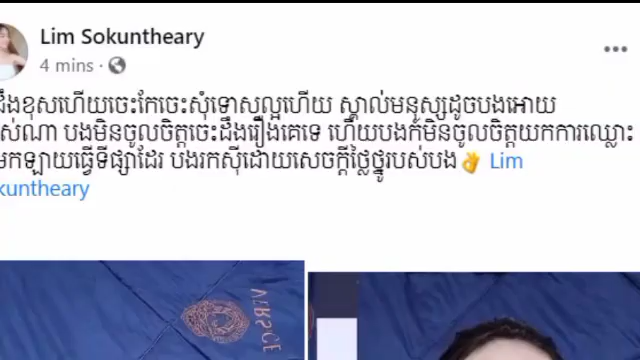 Lim Sokuntheary
4 mins
ដឹងខុសហើយចេះកែចេះសុំទោសល្អហើយ ស្គាល់មនុស្សដូចបងអោយ
ណា បងមិនចូលចិត្តចេះដឹងរឿងគេទេ ហើយបងក៍មិនចូលចិត្តយកការឈ្លោះ
មកឡាយធ្វើទីផ្សាដែរ បងរកស៊ីដោយសេចក្តីថ្លៃថ្នូរបស់បង👌 Lim
kuntheary